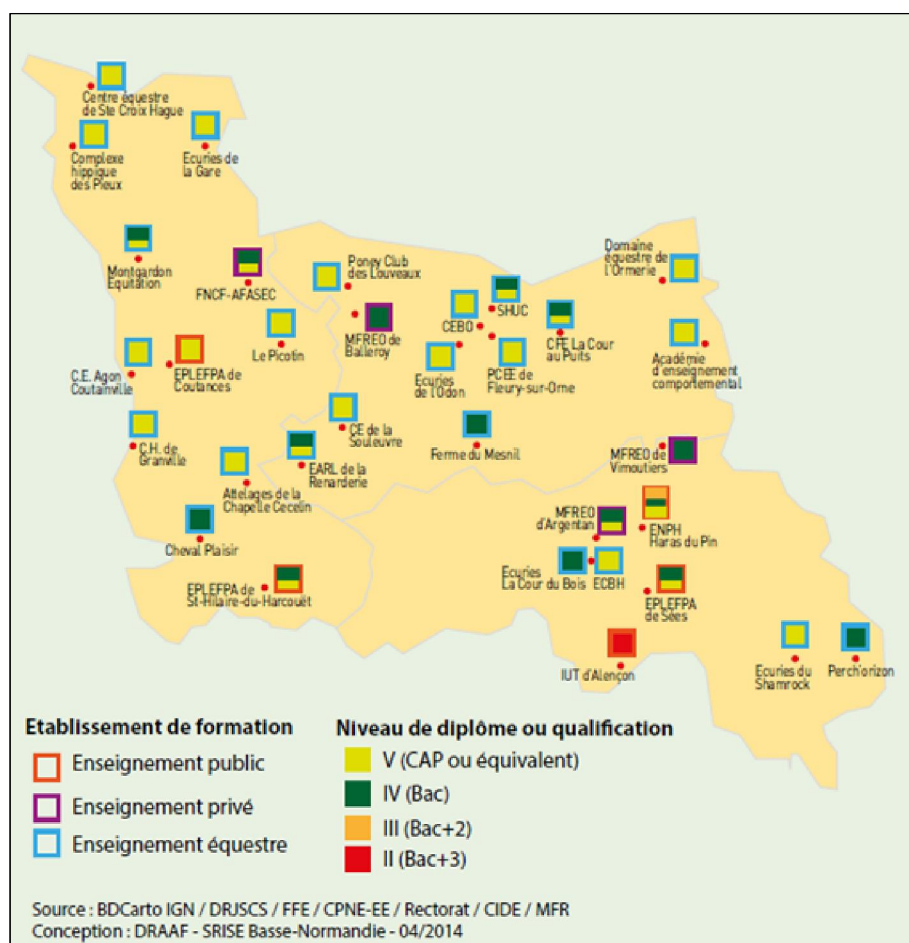 Centre équestre
de Ste Croix Hague
Complexe
hippique
des Pieux
Ecuries de
la Gare
Montgardon
Equitation
FNCF-AFASEC
Poney Club
des Louveaux
Domaine
équestre de
l'Ormerie
MFREO de
Balleroy
Le Picotin
CEBO
SHUC
CFE La Cour
au Puits
C.E. Agon
Coutainville
EPLEFPA de
Coutances
Ecuries
de l'Odon
PCEE de
Fleury-sur-Orne
Académie
d'enseignement
comportemental
C.H. de
Granville
CE de la
Souleuvre
Ferme du Mesnil
MFREO de
Vimoutiers
Attelages de la
Chapelle Cecelin
EARL de la
Renarderie
Cheval Plaisir
MFREO
d'Argentan
ENPH
Haras du Pin
EPLEFPA de
St-Hilaire-du-Harcouët
Ecuries
La Cour du Bois
ECBH
EPLEFPA
de Sées
IUT d'Alençon
Ecuries du
Shamrock
Perch'orizon
Etablissement de formation
Enseignement public
Enseignement privé
Enseignement équestre
Niveau de diplôme ou qualification
V (CAP ou équivalent)
IV (Bac)
III (Bac+2)
II (Bac+3)
Source : BDCarto IGN / DRJSCS / FFE / CPNE-EE / Rectorat / CIDE / MFR
Conception : DRAAF - SRISE Basse-Normandie - 04/2014